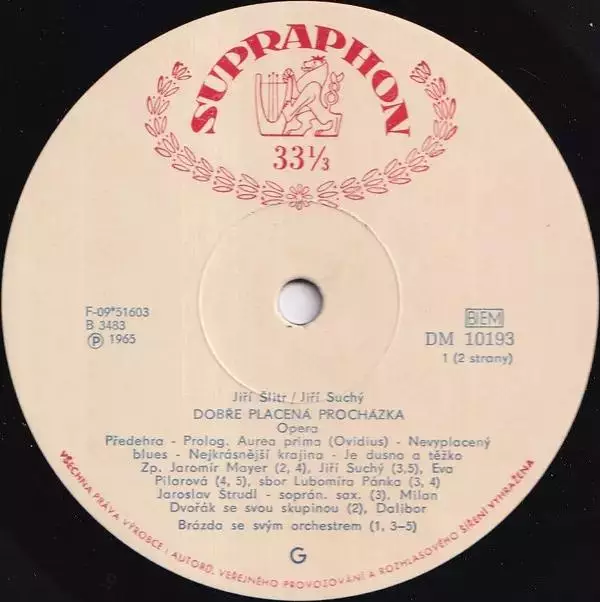 SUPRAPHON
33⅓
F-09*51603
B 3483
Ⓟ 1965
BIEM
DM 10193
1 (2 strany)
Jiří Šlitr / Jiří Suchý
DOBŘE PLACENÁ PROCHÁZKA
Opera
Předehra - Prolog. Aurea prima (Ovidius) - Nevyplacený
blues - Nejkrásnější krajina - Je dusno a těžko
Zp. Jaromír Mayer (2, 4), Jiří Suchý (3,5), Eva
Pilarová (4, 5), sbor Lubomíra Pánka (3, 4)
Jaroslav Štrudl - soprán. sax. (3), Milan
Dvořák se svou skupinou (2), Dalibor
Brázda se svým orchestrem (1, 3–5)
G
VŠECHNA PRÁVA VÝROBCE I AUTORŮ, VEŘEJNÉHO PROVOZOVÁNÍ A ROZHLASOVÉHO ŠÍŘENÍ VYHRAŽENA